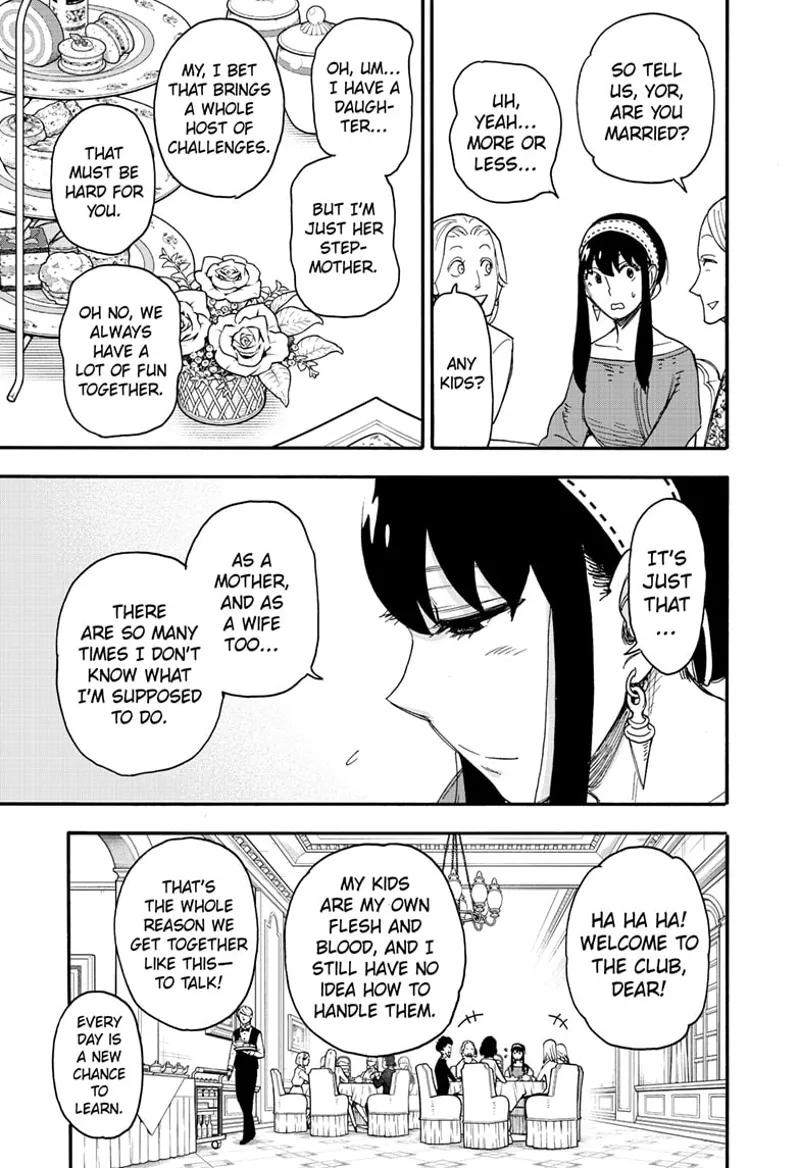 SO TELL
US, YOR,
ARE YOU
MARRIED?
UH,
YEAH...
MORE OR
LESS...
ANY
KIDS?
OH, UM...
I HAVE A
DAUGH-
TER...
BUT I'M
JUST HER
STEP-
MOTHER.
MY, I BET
THAT BRINGS
A WHOLE
HOST OF
CHALLENGES.
THAT
MUST BE
HARD FOR
YOU.
OH NO, WE
ALWAYS
HAVE A
LOT OF FUN
TOGETHER.
IT'S
JUST
THAT
...
AS A
MOTHER,
AND AS
A WIFE
TOO...
THERE
ARE SO MANY
TIMES I DON'T
KNOW WHAT
I'M SUPPOSED
TO DO.
HA HA HA!
WELCOME TO
THE CLUB,
DEAR!
MY KIDS
ARE MY OWN
FLESH AND
BLOOD, AND I
STILL HAVE NO
IDEA HOW TO
HANDLE THEM.
THAT'S
THE WHOLE
REASON WE
GET TOGETHER
LIKE THIS—
TO TALK!
EVERY
DAY IS
A NEW
CHANCE
TO
LEARN.